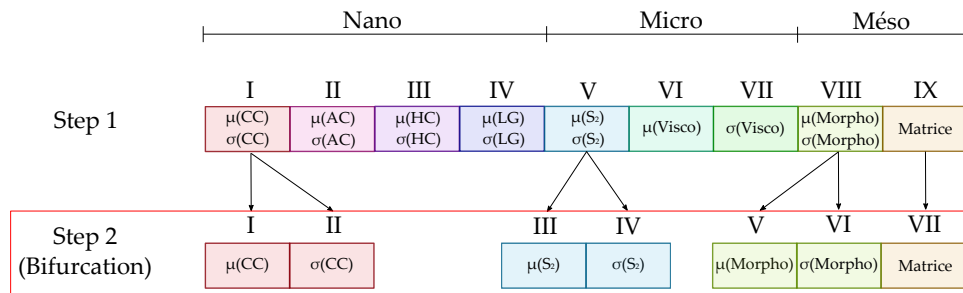 Nano Micro Méso
I II III IV V VI VII VIII IX
Step 1
μ(CC) μ(AC) μ(HC) μ(LG) μ(S₂) μ(Visco) σ(Visco) μ(Morpho) Matrice
σ(CC) σ(AC) σ(HC) σ(LG) σ(S₂) σ(Morpho)
I II III IV V VI VII
Step 2
(Bifurcation)
μ(CC) σ(CC) μ(S₂) σ(S₂) μ(Morpho) σ(Morpho) Matrice